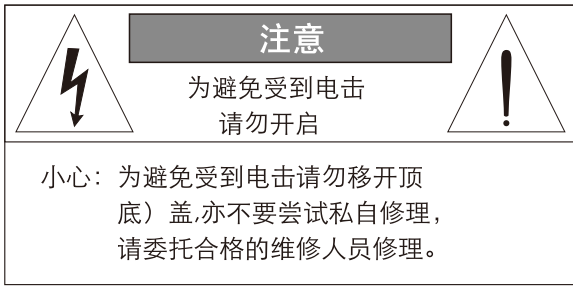 注意
为避免受到电击
请勿开启
小心：为避免受到电击请勿移开顶
底）盖,亦不要尝试私自修理，
请委托合格的维修人员修理。